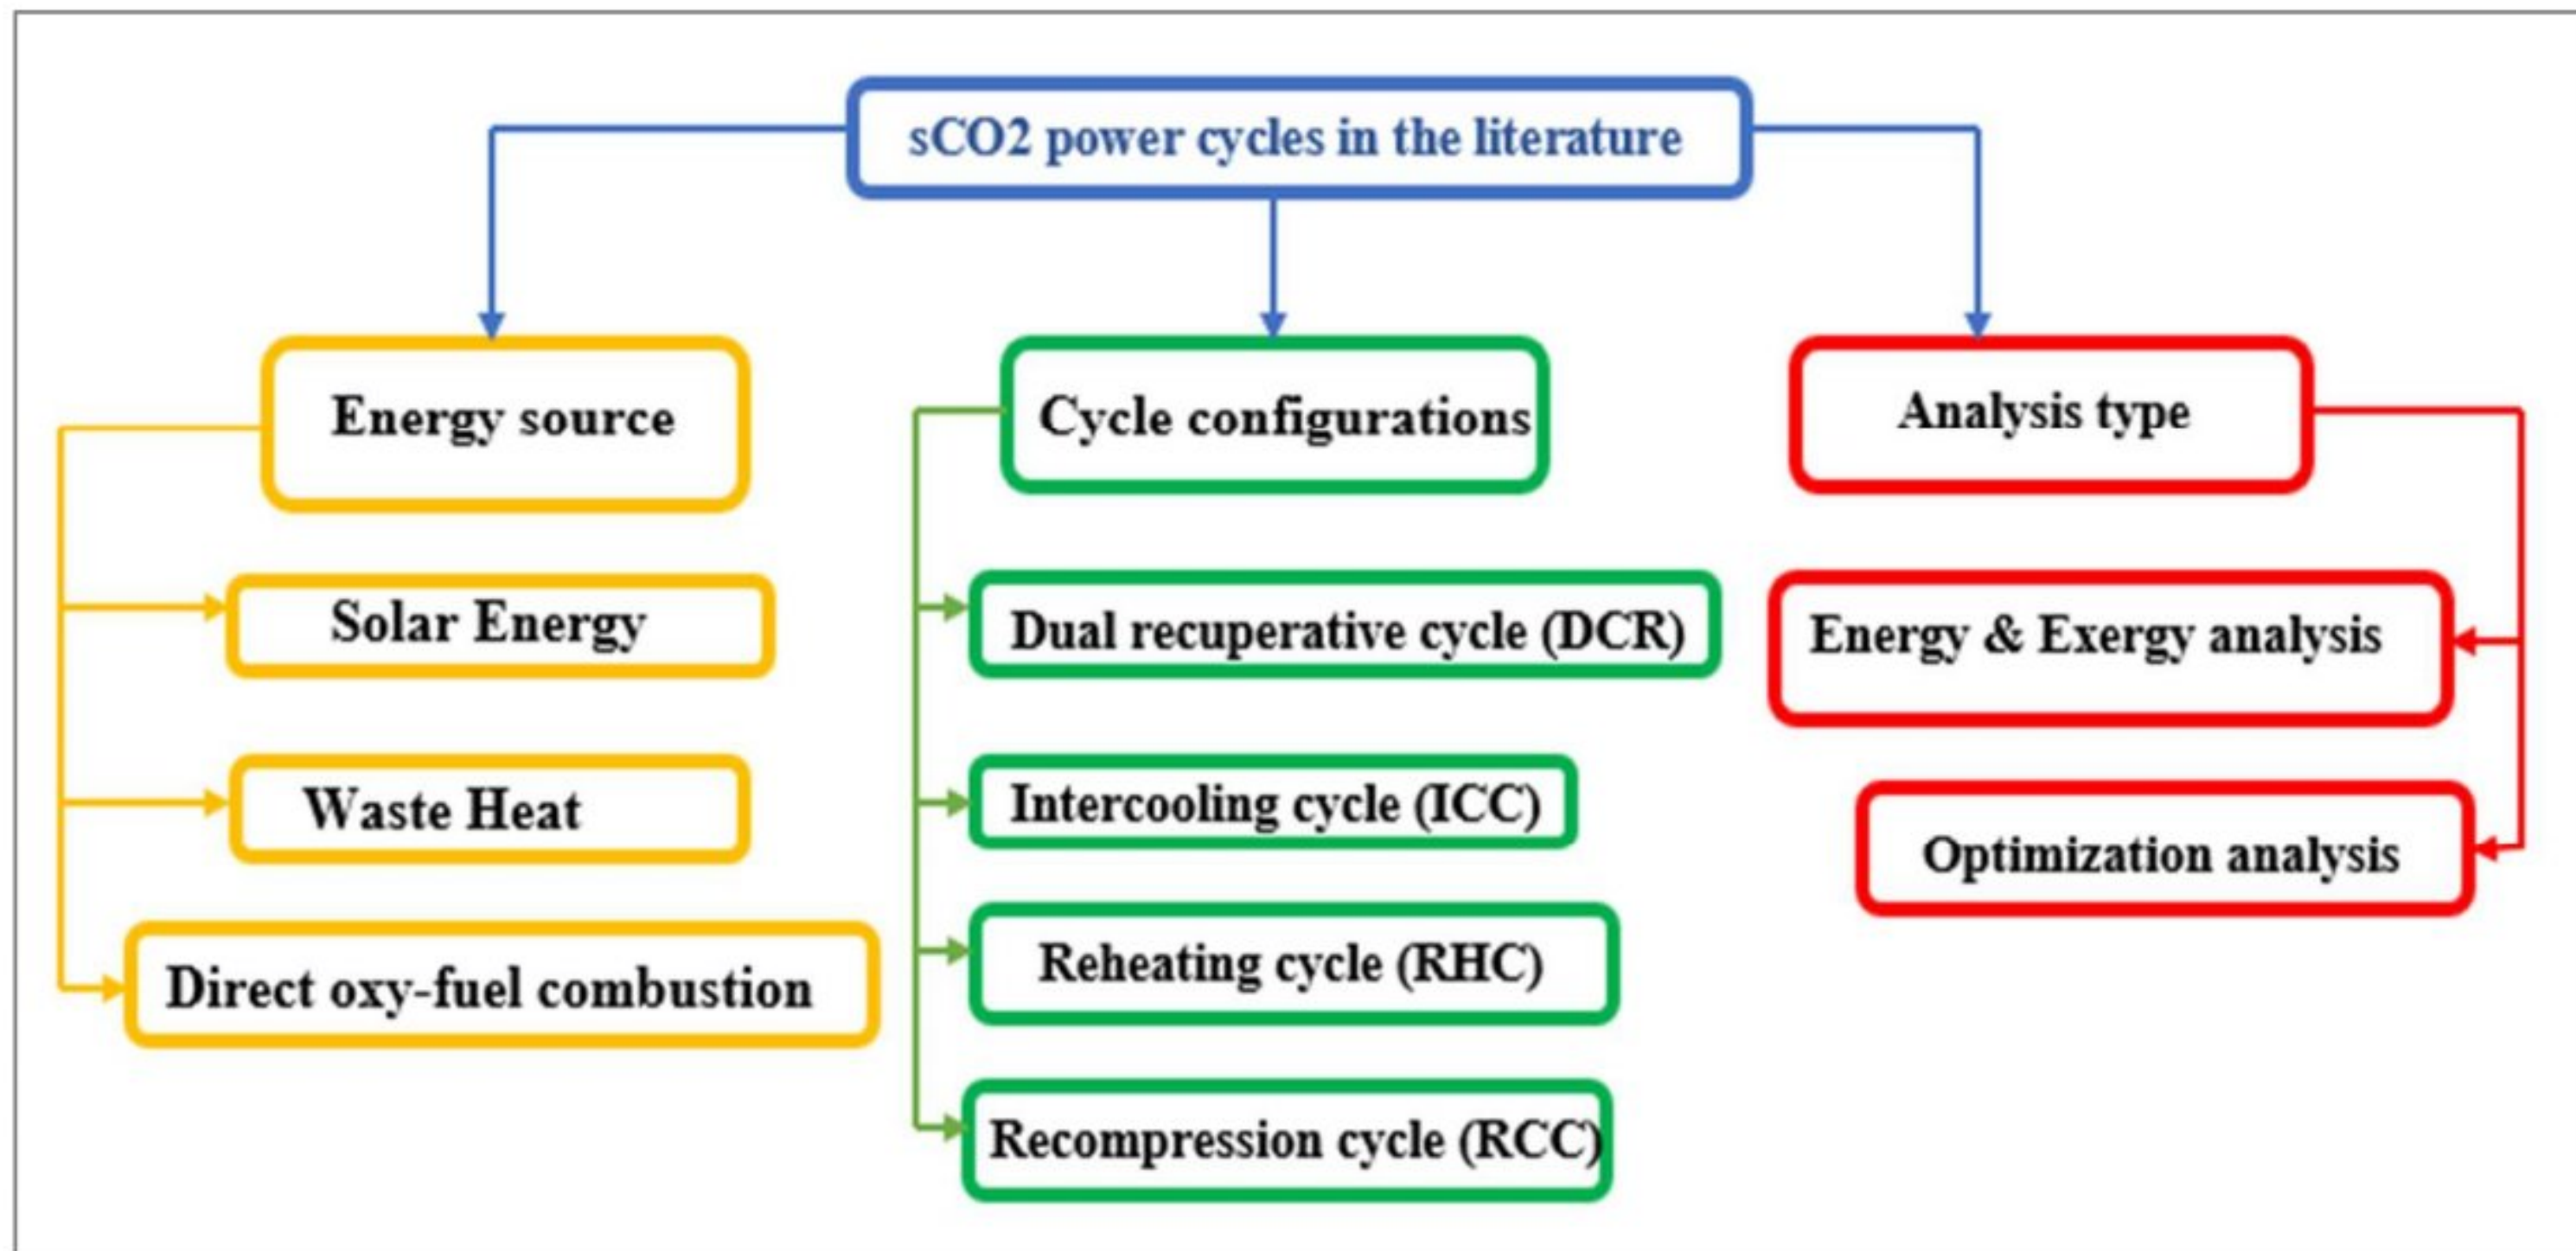 sCO2 power cycles in the literature
Energy source
Solar Energy
Waste Heat
Direct oxy-fuel combustion
Cycle configurations
Dual recuperative cycle (DCR)
Intercooling cycle (ICC)
Reheating cycle (RHC)
Recompression cycle (RCC)
Analysis type
Energy & Exergy analysis
Optimization analysis